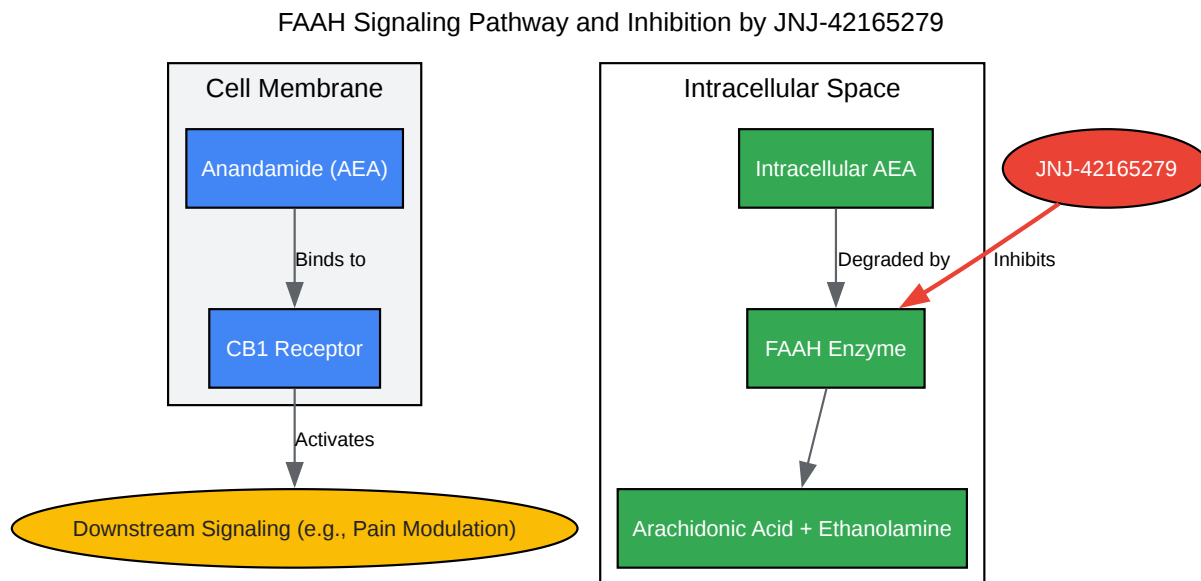 FAAH Signaling Pathway and Inhibition by JNJ-42165279
Cell Membrane
Anandamide (AEA)
Binds to
CB1 Receptor
Activates
Downstream Signaling (e.g., Pain Modulation)
Intracellular Space
Intracellular AEA
Degraded by
FAAH Enzyme
Arachidonic Acid + Ethanolamine
JNJ-42165279
Inhibits